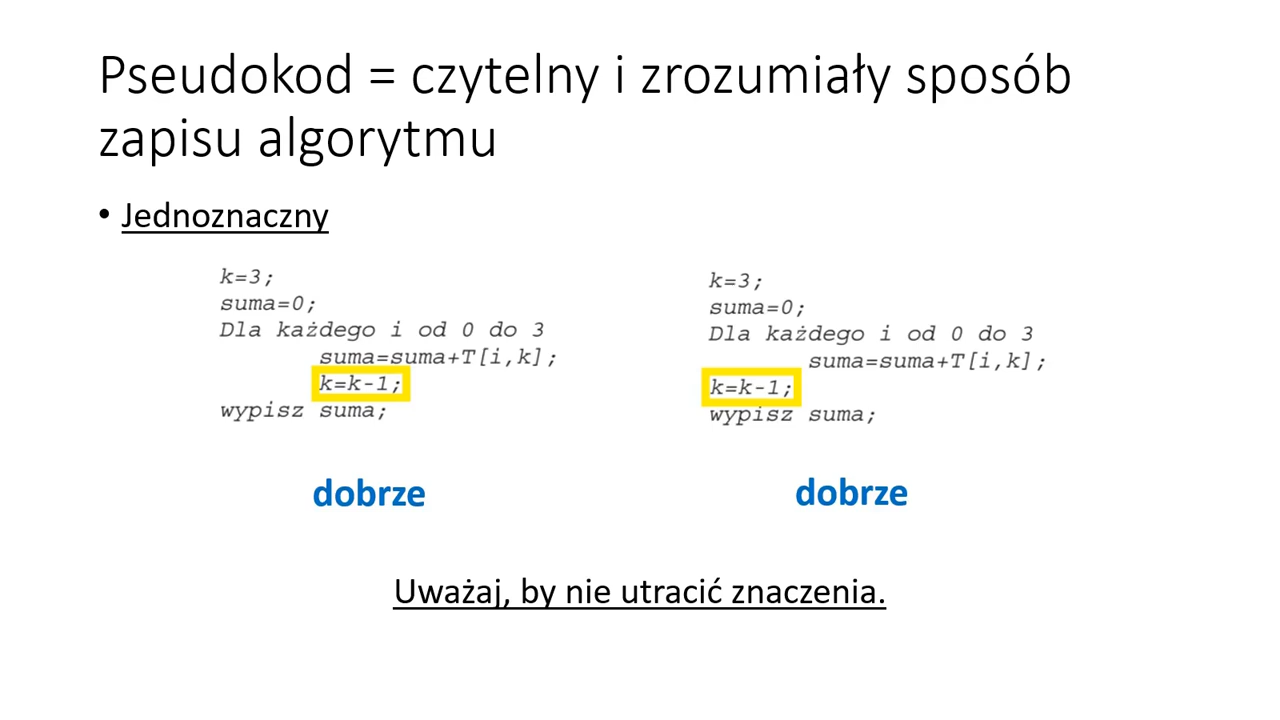 Pseudokod = czytelny i zrozumiały sposób
zapisu algorytmu
• Jednoznaczny
k=3;
suma=0;
Dla każdego i od 0 do 3
suma=suma+T[i,k];
k=k-1;
wypisz suma;
dobrze
k=3;
suma=0;
Dla każdego i od 0 do 3
suma=suma+T[i,k];
k=k-1;
wypisz suma;
dobrze
Uważaj, by nie utracić znaczenia.